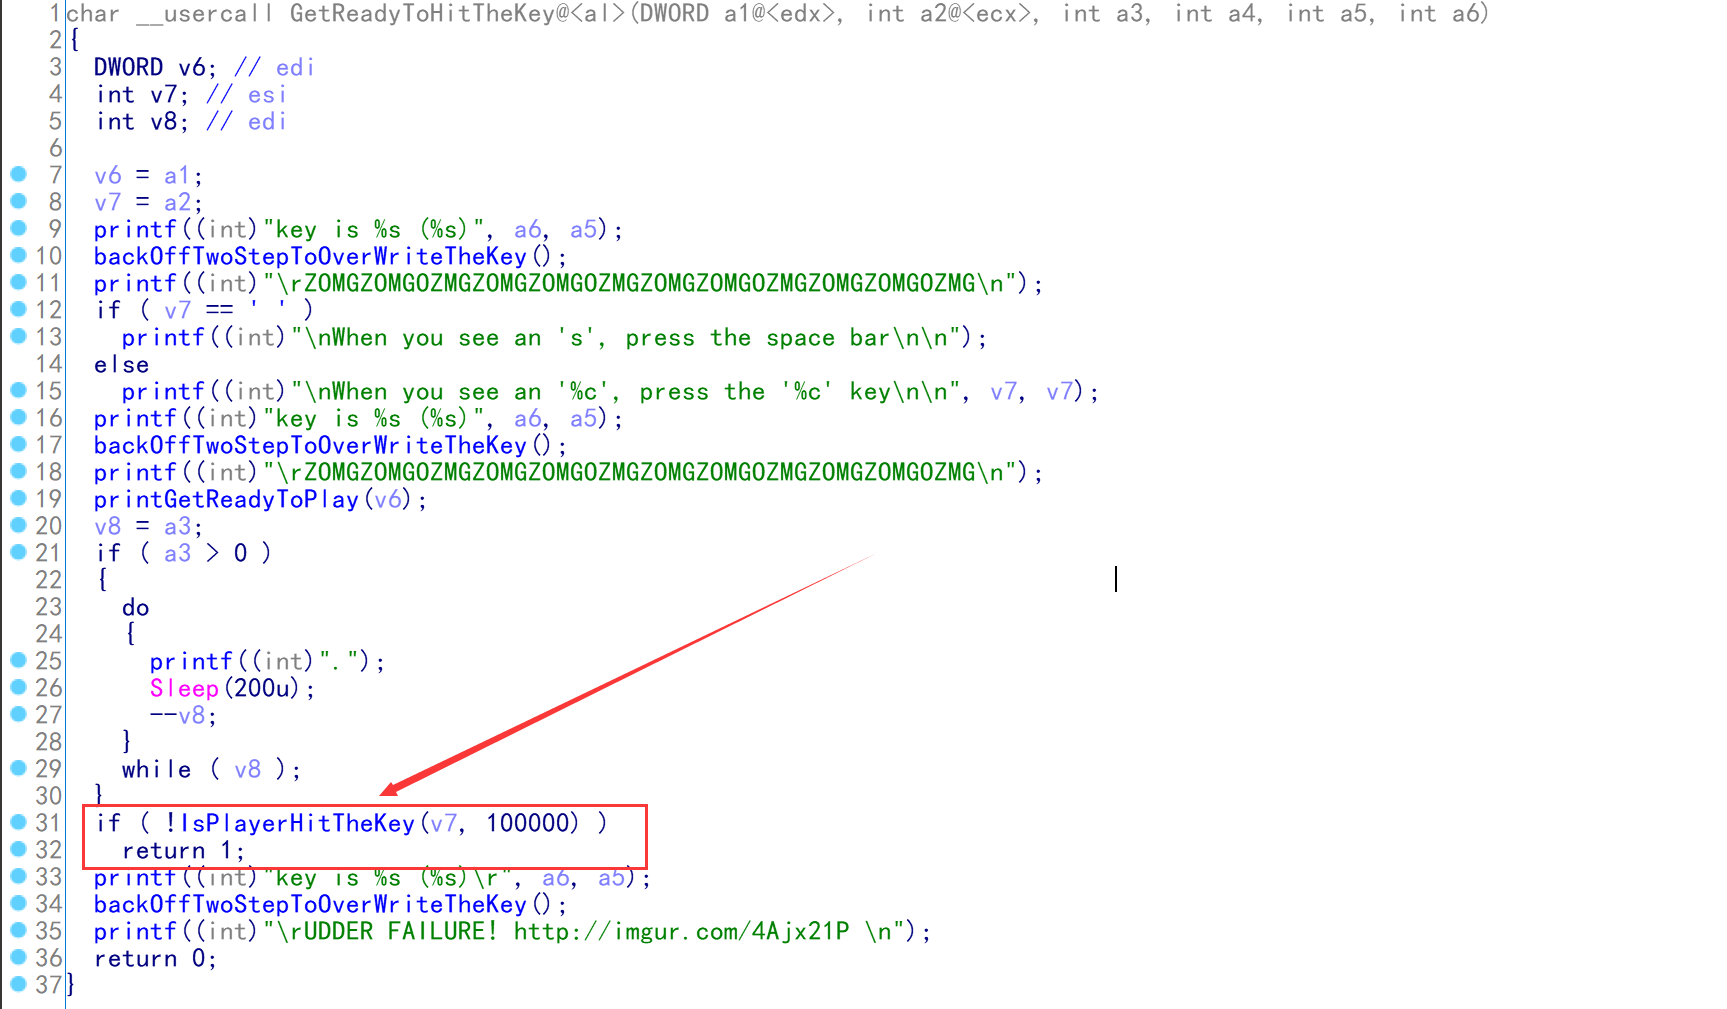 1 char __usercall GetReadyToHitTheKey@<al>(DWORD a1@<edx>, int a2@<ecx>, int a3, int a4, int a5, int a6)
2 {
3   DWORD v6; // edi
4   int v7; // esi
5   int v8; // edi
6
7   v6 = a1;
8   v7 = a2;
9   printf((int)"key is %s (%s)", a6, a5);
10   backOffTwoStepToOverWriteTheKey();
11   printf((int)"\rZOMGZOMGOZMGZOMGZOMGOZMGZOMGZOMGOZMGZOMGZOMGOZMG\n");
12   if ( v7 == ' ' )
13     printf((int)"\nWhen you see an 's', press the space bar\n\n");
14   else
15     printf((int)"\nWhen you see an '%c', press the '%c' key\n\n", v7, v7);
16   printf((int)"key is %s (%s)", a6, a5);
17   backOffTwoStepToOverWriteTheKey();
18   printf((int)"\rZOMGZOMGOZMGZOMGZOMGOZMGZOMGZOMGOZMGZOMGZOMGOZMG\n");
19   printGetReadyToPlay(v6);
20   v8 = a3;
21   if ( a3 > 0 )
22   {
23     do
24     {
25       printf((int)".");
26       Sleep(200u);
27       --v8;
28     }
29     while ( v8 );
30   }
31   if ( !IsPlayerHitTheKey(v7, 100000) )
32     return 1;
33   printf((int)"key is %s (%s)\r", a6, a5);
34   backOffTwoStepToOverWriteTheKey();
35   printf((int)"\rUDDER FAILURE! http://imgur.com/4Ajx21P \n");
36   return 0;
37 }